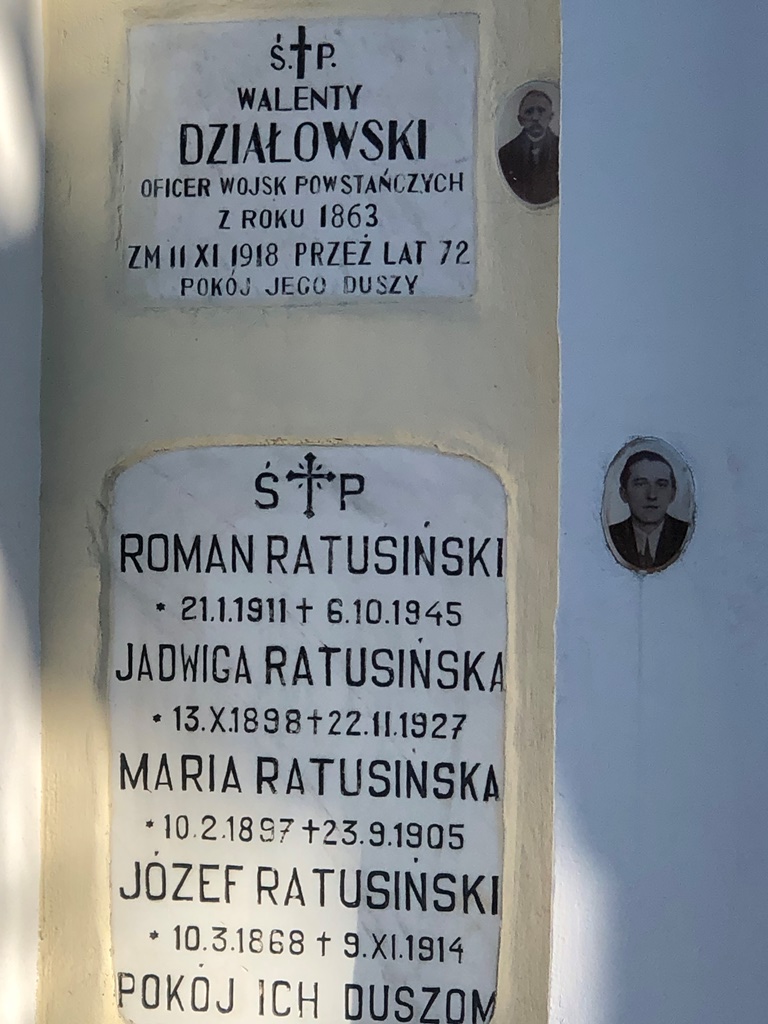 Ś.†P.
WALENTY
DZIAŁOWSKI
OFICER WOJSK POWSTAŃCZYCH
Z ROKU 1863
ZM 11 XI 1918 PRZEŻ LAT 72
POKÓJ JEGO DUSZY
Ś†P
ROMAN RATUSIŃSKI
* 21.1.1911 † 6.10.1945
JADWIGA RATUSIŃSKA
* 13.X.1898 † 22.11.1927
MARIA RATUSIŃSKA
* 10.2.1897 † 23.9.1905
JÓZEF RATUSIŃSKI
* 10.3.1868 † 9.XI.1914
POKÓJ ICH DUSZOM